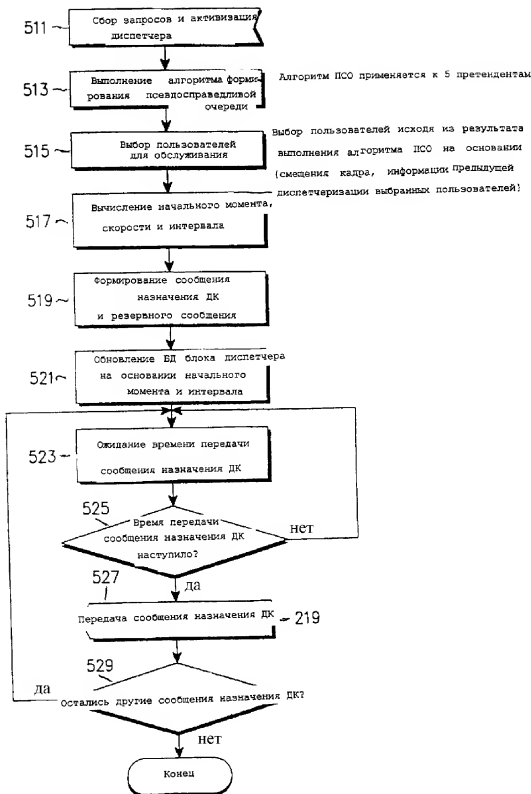 511
Сбор запросов и активизация
диспетчера
513
Выполнение алгоритма форми
рования псевдосправедливой
очереди
Алгоритм ПСО применяется к 5 претендентам
515
Выбор пользователей
для обслуживания
Выбор пользователей исходя из результата
выполнения алгоритма ПСО на основании
(смещения кадра, информации предыдущей
диспетчеризации выбранных пользователей)
517
Вычисление начального момента,
скорости и интервала
519
Формирование сообщения
назначения ДК
и резервного сообщения
521
Обновление БД блока диспетчера
на основании начального
момента и интервала
523
Ожидание времени передачи
сообщения назначения ДК
525
Время передачи
сообщения назначения ДК
наступило?
нет
да
527
Передача сообщения назначения ДК
219
529
Остались другие сообщения назначения ДК?
да
нет
Конец